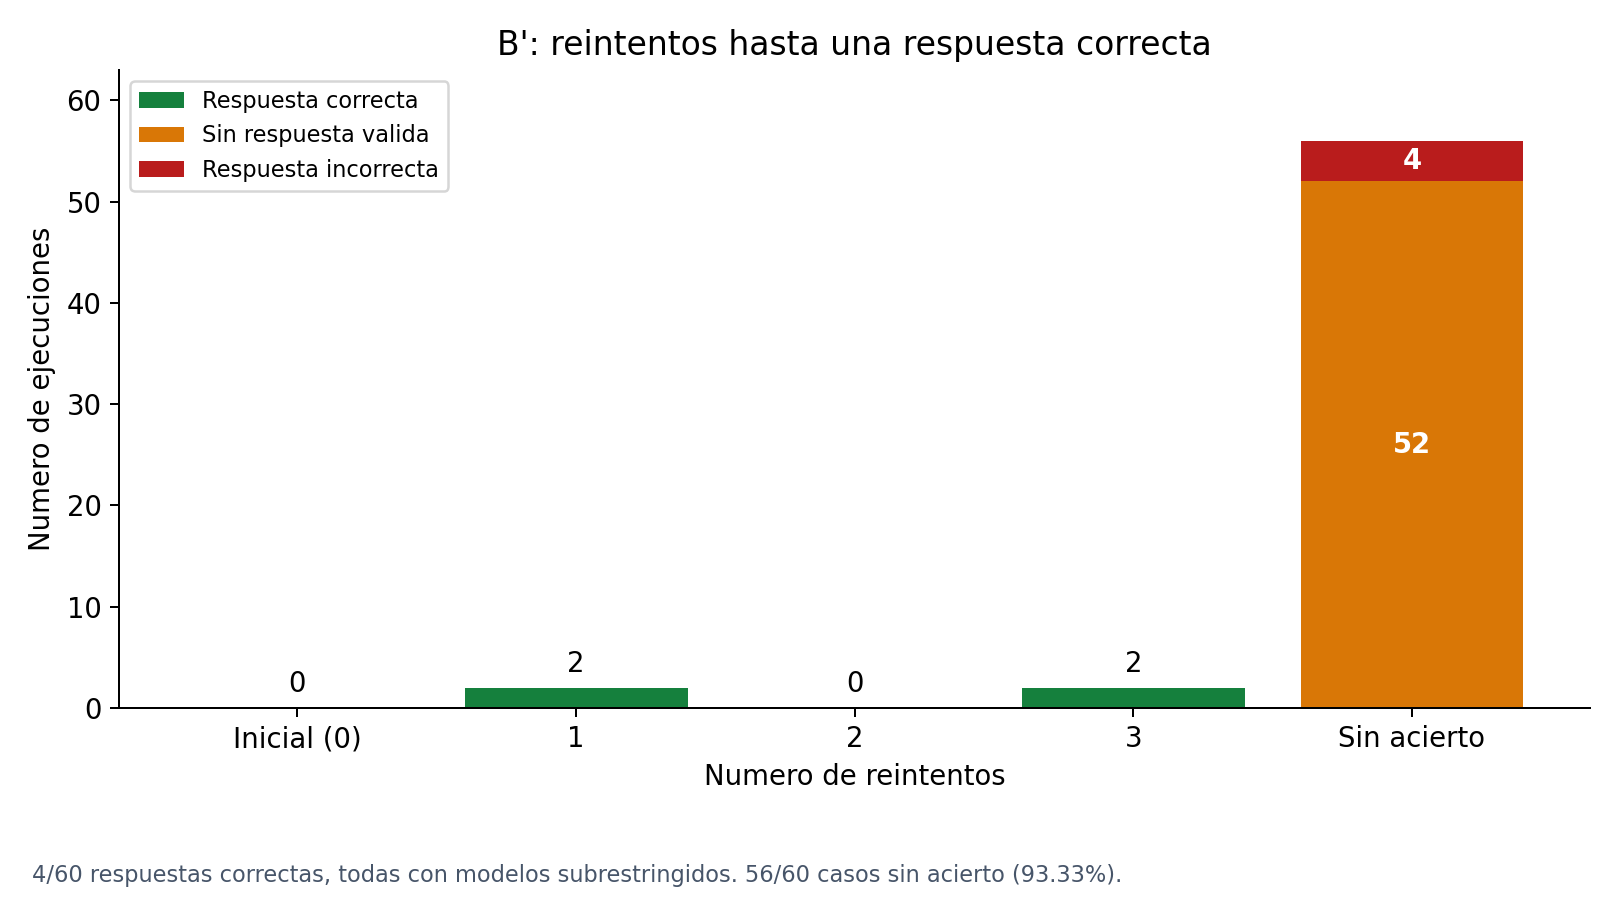 B': reintentos hasta una respuesta correcta
Respuesta correcta
Sin respuesta valida
Respuesta incorrecta
Numero de ejecuciones
60
50
40
30
20
10
0
0
2
0
2
4
52
Inicial (0)
1
2
3
Sin acierto
Numero de reintentos
4/60 respuestas correctas, todas con modelos subrestringidos. 56/60 casos sin acierto (93.33%).